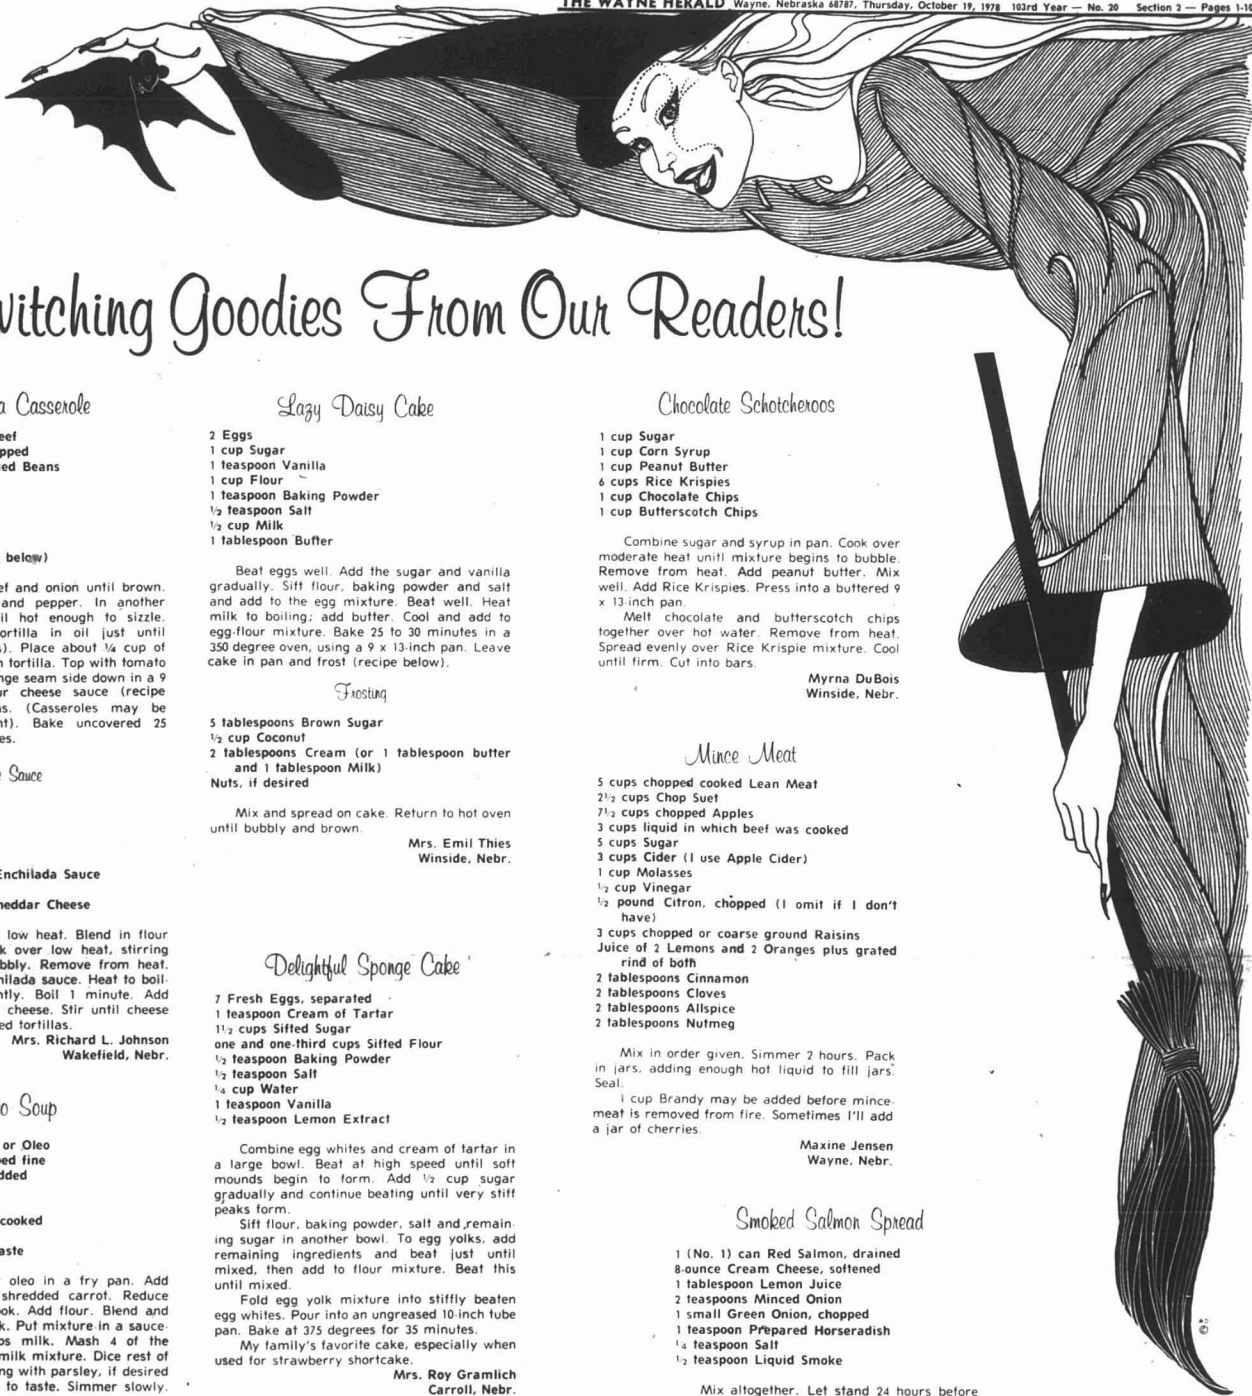 THE WAYNE HERALD Wayne, Nebraska 68787, Thursday, October 19, 1978 103rd Year — No. 20 Section 2 — Pages 1-10
Goodies From Our Readers!
Casserole
below)
ef and onion until brown.
and pepper. In another
il hot enough to sizzle.
ortilla in oil just until
s). Place about ¼ cup of
tortilla. Top with tomato
nge seam side down in a 9
ur cheese sauce (recipe
ns. (Casseroles may be
nt). Bake uncovered 25
es.
Sauce
Enchilada Sauce
heddar Cheese
low heat. Blend in flour
k over low heat, stirring
bbly. Remove from heat.
hilada sauce. Heat to boil-
ntly. Boil 1 minute. Add
cheese. Stir until cheese
ed tortillas.
Mrs. Richard L. Johnson
Wakefield, Nebr.
o Soup
or Oleo
ped fine
dded
cooked
aste
oleo in a fry pan. Add
shredded carrot. Reduce
ok. Add flour. Blend and
k. Put mixture in a sauce-
ps milk. Mash 4 of the
milk mixture. Dice rest of
ng with parsley, if desired
to taste. Simmer slowly.
Lazy Daisy Cake
2 Eggs
1 cup Sugar
1 teaspoon Vanilla
1 cup Flour
1 teaspoon Baking Powder
½ teaspoon Salt
½ cup Milk
1 tablespoon Butter
Beat eggs well. Add the sugar and vanilla
gradually. Sift flour, baking powder and salt
and add to the egg mixture. Beat well. Heat
milk to boiling; add butter. Cool and add to
egg-flour mixture. Bake 25 to 30 minutes in a
350 degree oven, using a 9 x 13-inch pan. Leave
cake in pan and frost (recipe below).
Frosting
5 tablespoons Brown Sugar
½ cup Coconut
2 tablespoons Cream (or 1 tablespoon butter
and 1 tablespoon Milk)
Nuts, if desired
Mix and spread on cake. Return to hot oven
until bubbly and brown.
Mrs. Emil Thies
Winside, Nebr.
Delightful Sponge Cake
7 Fresh Eggs, separated
1 teaspoon Cream of Tartar
1½ cups Sifted Sugar
one and one-third cups Sifted Flour
½ teaspoon Baking Powder
½ teaspoon Salt
¼ cup Water
1 teaspoon Vanilla
½ teaspoon Lemon Extract
Combine egg whites and cream of tartar in
a large bowl. Beat at high speed until soft
mounds begin to form. Add ½ cup sugar
gradually and continue beating until very stiff
peaks form.
Sift flour, baking powder, salt and remain-
ing sugar in another bowl. To egg yolks, add
remaining ingredients and beat just until
mixed, then add to flour mixture. Beat this
until mixed.
Fold egg yolk mixture into stiffly beaten
egg whites. Pour into an ungreased 10-inch tube
pan. Bake at 375 degrees for 35 minutes.
My family's favorite cake, especially when
used for strawberry shortcake.
Mrs. Roy Gramlich
Carroll, Nebr.
Chocolate Schotcheroos
1 cup Sugar
1 cup Corn Syrup
1 cup Peanut Butter
6 cups Rice Krispies
1 cup Chocolate Chips
1 cup Butterscotch Chips
Combine sugar and syrup in pan. Cook over
moderate heat unitl mixture begins to bubble.
Remove from heat. Add peanut butter. Mix
well. Add Rice Krispies. Press into a buttered 9
x 13-inch pan.
Melt chocolate and butterscotch chips
together over hot water. Remove from heat.
Spread evenly over Rice Krispie mixture. Cool
until firm. Cut into bars.
Myrna DuBois
Winside, Nebr.
Mince Meat
5 cups chopped cooked Lean Meat
2½ cups Chop Suet
7½ cups chopped Apples
3 cups liquid in which beef was cooked
5 cups Sugar
3 cups Cider (I use Apple Cider)
1 cup Molasses
½ cup Vinegar
½ pound Citron, chopped (I omit if I don't
have)
3 cups chopped or coarse ground Raisins
Juice of 2 Lemons and 2 Oranges plus grated
rind of both
2 tablespoons Cinnamon
2 tablespoons Cloves
2 tablespoons Allspice
2 tablespoons Nutmeg
Mix in order given. Simmer 2 hours. Pack
in jars, adding enough hot liquid to fill jars.
Seal.
1 cup Brandy may be added before mince-
meat is removed from fire. Sometimes I'll add
a jar of cherries.
Maxine Jensen
Wayne, Nebr.
Smoked Salmon Spread
1 (No. 1) can Red Salmon, drained
8-ounce Cream Cheese, softened
1 tablespoon Lemon Juice
2 teaspoons Minced Onion
1 small Green Onion, chopped
1 teaspoon Prepared Horseradish
¼ teaspoon Salt
½ teaspoon Liquid Smoke
Mix altogether. Let stand 24 hours before